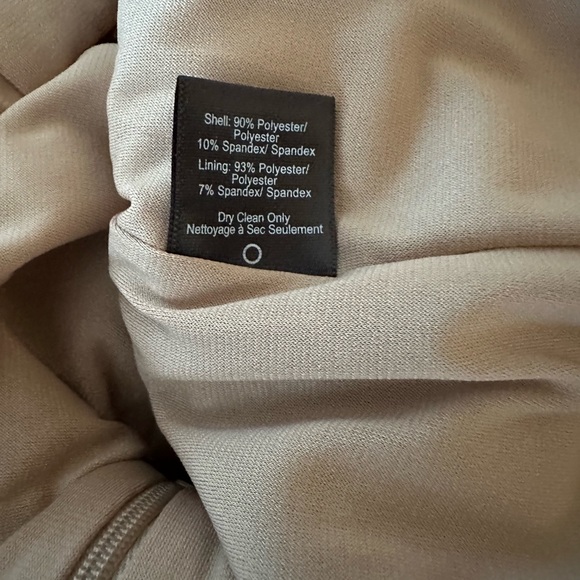 Shell: 90% Polyester/
Polyester
10% Spandex/ Spandex
Lining: 93% Polyester/
Polyester
7% Spandex/ Spandex
Dry Clean Only
Nettoyage à Sec Seulement